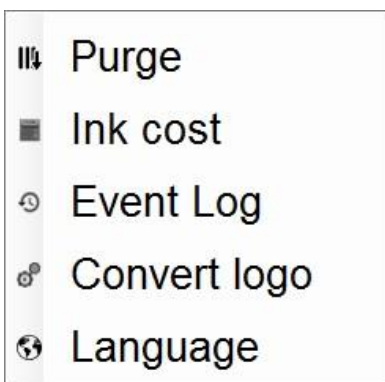 Purge
Ink cost
Event Log
Convert logo
Language